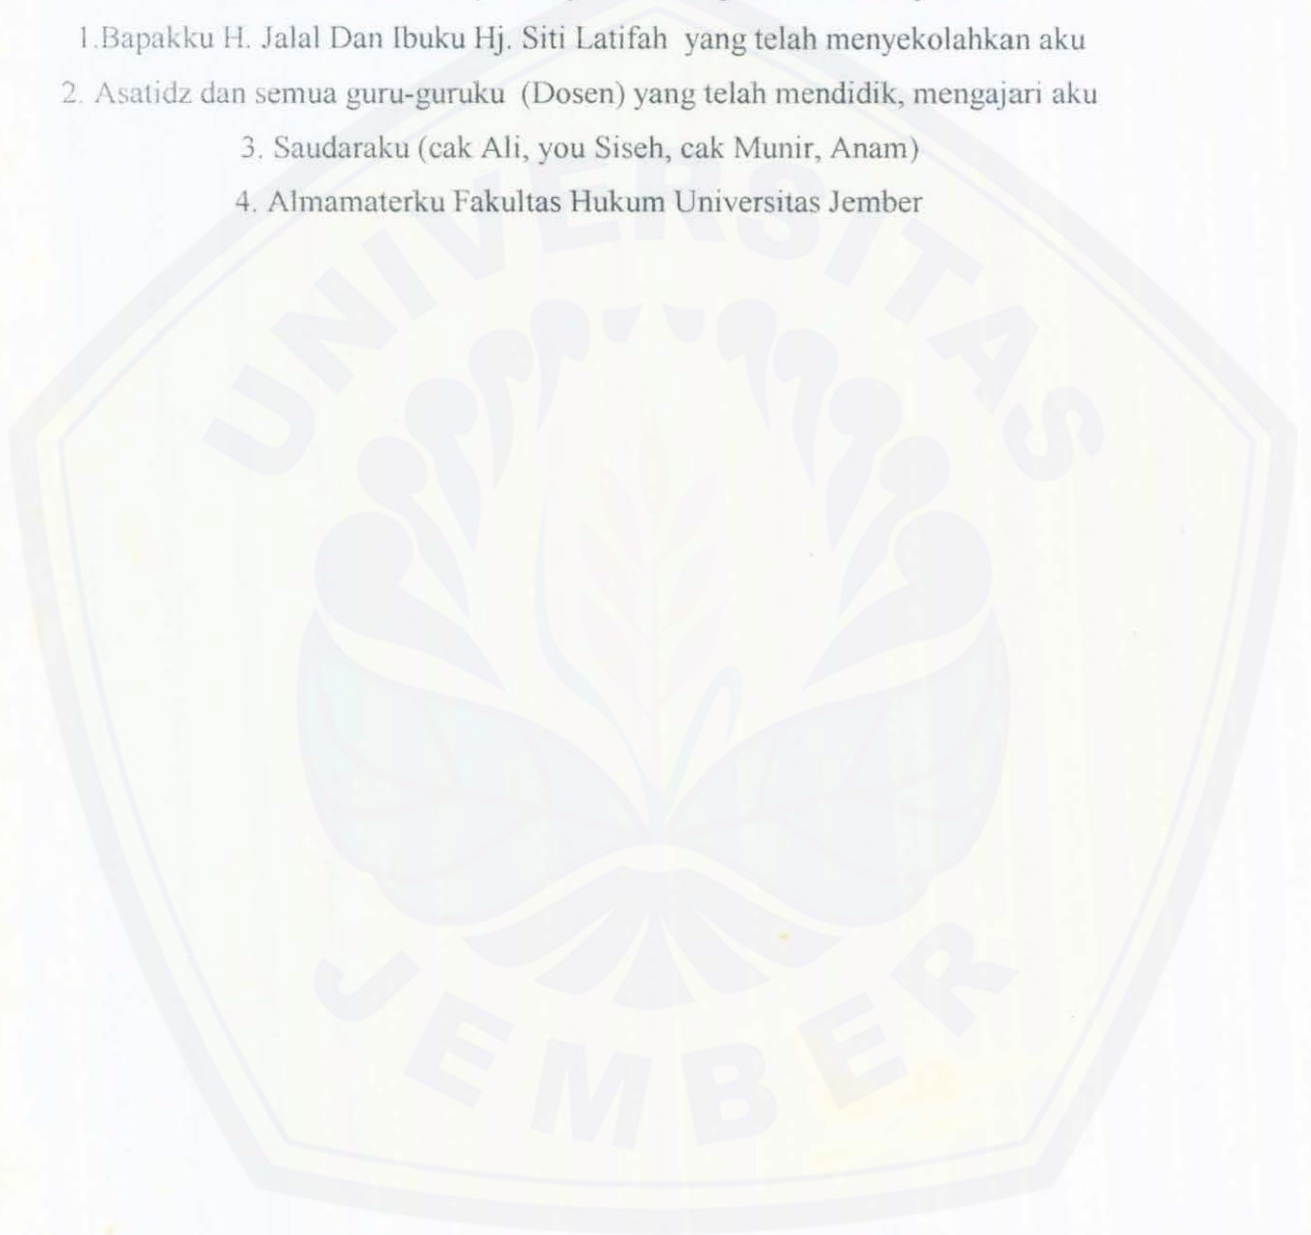 1.Bapakku H. Jalal Dan Ibuku Hj. Siti Latifah yang telah menyekolahkan aku
2. Asatidz dan semua guru-guruku (Dosen) yang telah mendidik, mengajari aku
3. Saudaraku (cak Ali, you Siseh, cak Munir, Anam)
4. Almamaterku Fakultas Hukum Universitas Jember
UNIVERSITAS
JEMBER